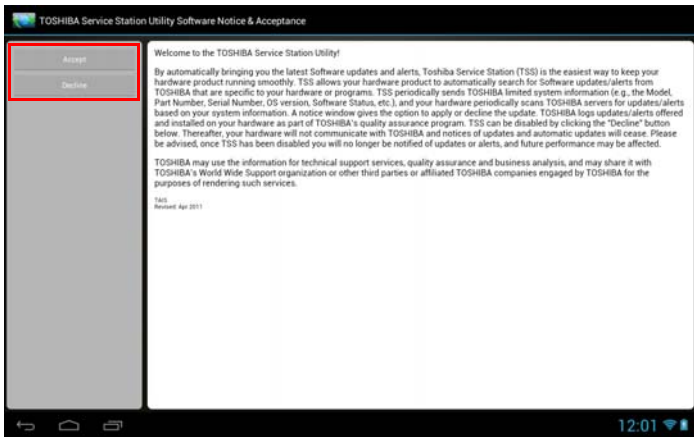 TOSHIBA Service Station Utility Software Notice & Acceptance
Accept
Decline
Welcome to the TOSHIBA Service Station Utility!
By automatically bringing you the latest Software updates and alerts, Toshiba Service Station (TSS) is the easiest way to keep your
hardware product running smoothly. TSS allows your hardware product to automatically search for Software updates/alerts from
TOSHIBA that are specific to your hardware or programs. TSS periodically sends TOSHIBA limited system information (e.g., the Model,
Part Number, Serial Number, OS version, Software Status, etc.), and your hardware periodically scans TOSHIBA servers for updates/alerts
based on your system information. A notice window gives the option to apply or decline the update. TOSHIBA logs updates/alerts offered
and installed on your hardware as part of TOSHIBA's quality assurance program. TSS can be disabled by clicking the "Decline" button
below. Thereafter, your hardware will not communicate with TOSHIBA and notices of updates and automatic updates will cease. Please
be advised, once TSS has been disabled you will no longer be notified of updates or alerts, and future performance may be affected.
TOSHIBA may use the information for technical support services, quality assurance and business analysis, and may share it with
TOSHIBA's World Wide Support organization or other third parties or affiliated TOSHIBA companies engaged by TOSHIBA for the
purposes of rendering such services.
TAIS
Revised: Apr 2011
12:01